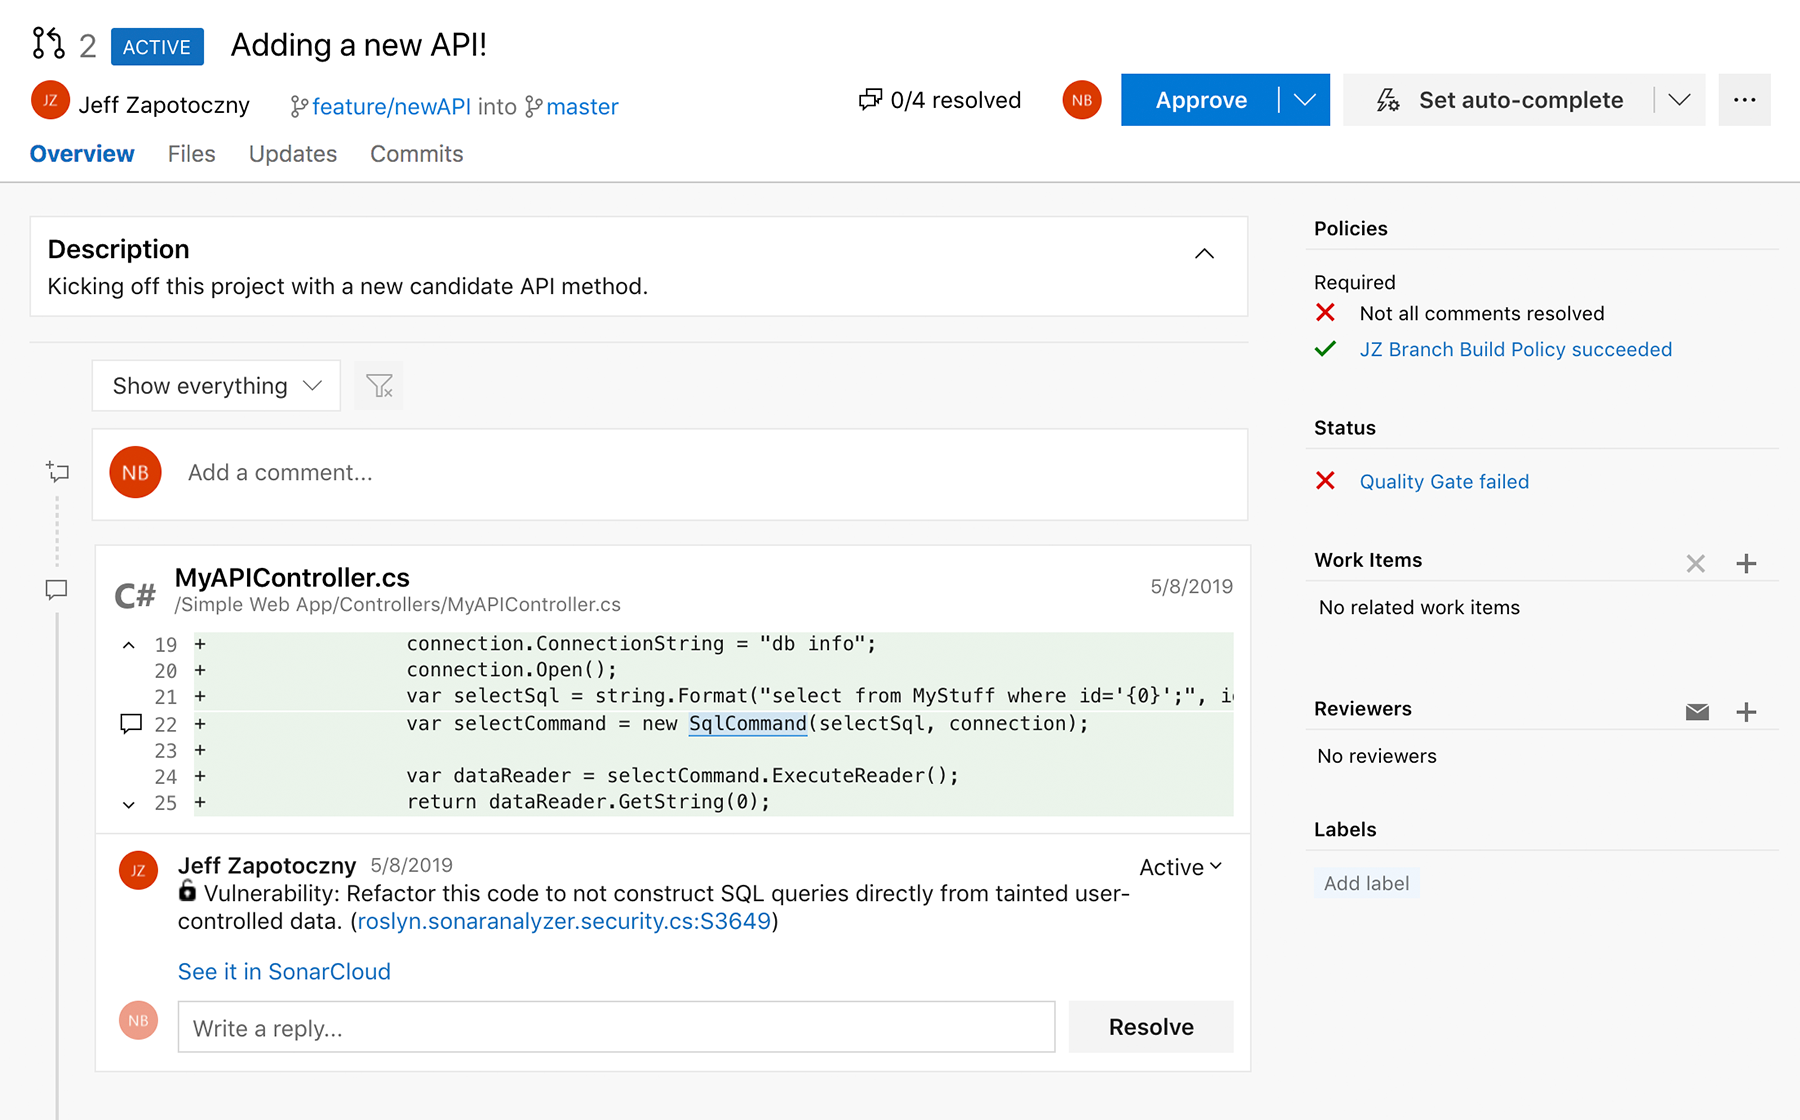 2 ACTIVE Adding a new API!
JZ Jeff Zapotoczny feature/newAPI into master 0/4 resolved NB Approve Set auto-complete ...
Overview Files Updates Commits
Description
Kicking off this project with a new candidate API method.
Show everything
NB Add a comment...
C# MyAPIController.cs 5/8/2019
/Simple Web App/Controllers/MyAPIController.cs
19 + connection.ConnectionString = "db info";
20 + connection.Open();
21 + var selectSql = string.Format("select from MyStuff where id='{0}';",
22 + var selectCommand = new SqlCommand(selectSql, connection);
23 +
24 + var dataReader = selectCommand.ExecuteReader();
25 + return dataReader.GetString(0);
JZ Jeff Zapotoczny 5/8/2019 Active
Vulnerability: Refactor this code to not construct SQL queries directly from tainted user-
controlled data. (roslyn.sonaranalyzer.security.cs:S3649)
See it in SonarCloud
NB Write a reply... Resolve
Policies
Required
Not all comments resolved
JZ Branch Build Policy succeeded
Status
Quality Gate failed
Work Items
No related work items
Reviewers
No reviewers
Labels
Add label